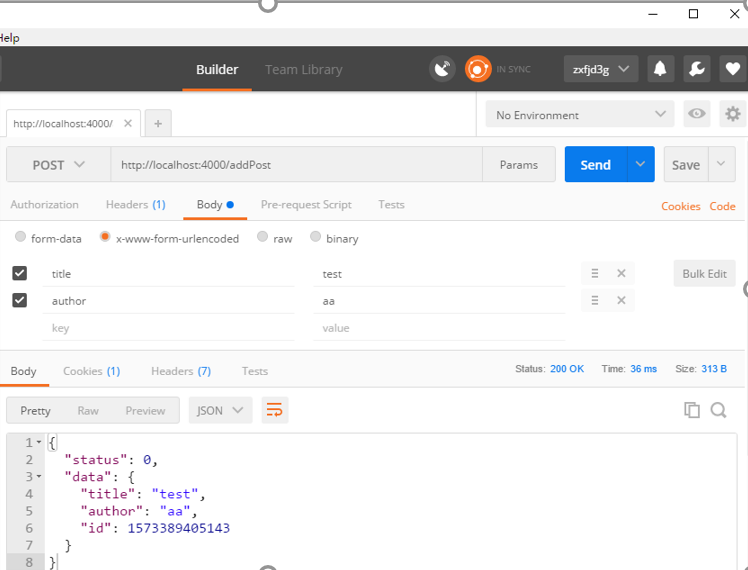 Help
Builder Team Library IN SYNC zxfjd3g
http://localhost:4000/ × + No Environment
POST http://localhost:4000/addPost Params Send Save
Authorization Headers (1) Body Pre-request Script Tests Cookies Code
form-data x-www-form-urlencoded raw binary
title test Bulk Edit
author aa
key value
Body Cookies (1) Headers (7) Tests Status: 200 OK Time: 36 ms Size: 313 B
Pretty Raw Preview JSON
1 {
2 "status": 0,
3 "data": {
4 "title": "test",
5 "author": "aa",
6 "id": 1573389405143
7 }
8 }